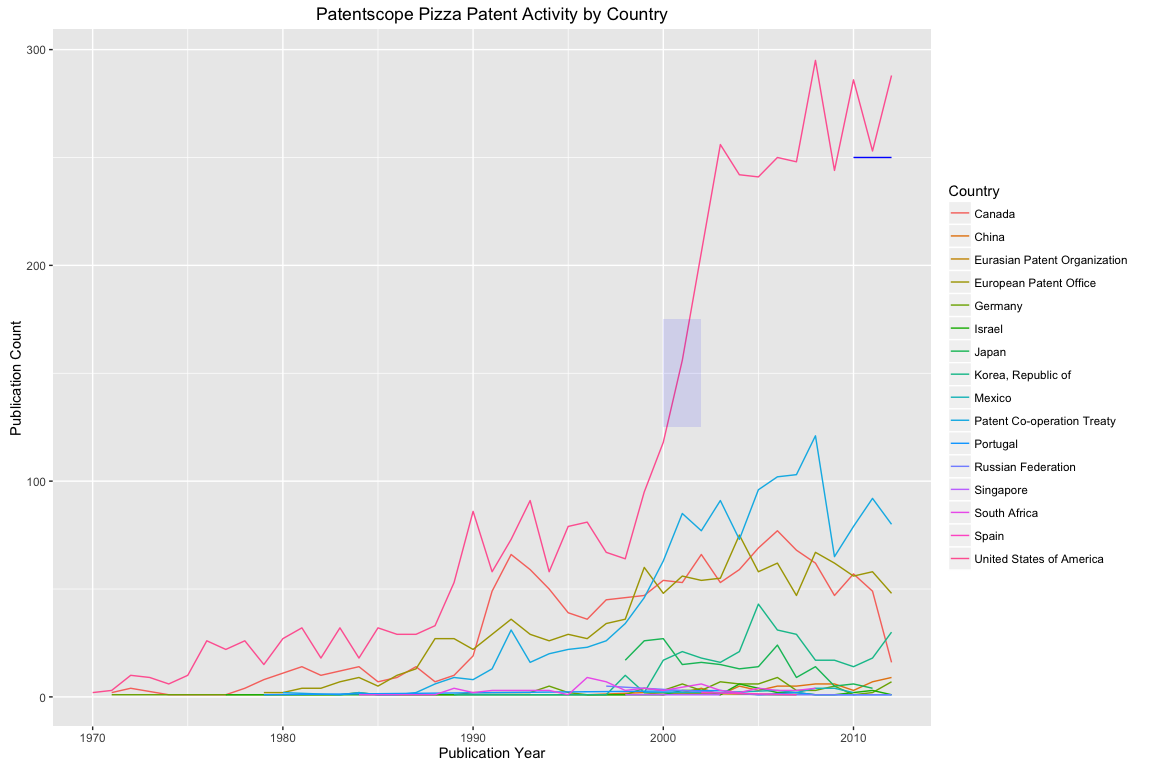 Patentscope Pizza Patent Activity by Country
300
200
100
0
1970
1980
1990
2000
2010
Publication Year
Publication Count
Country
Canada
China
Eurasian Patent Organization
European Patent Office
Germany
Israel
Japan
Korea, Republic of
Mexico
Patent Co-operation Treaty
Portugal
Russian Federation
Singapore
South Africa
Spain
United States of America